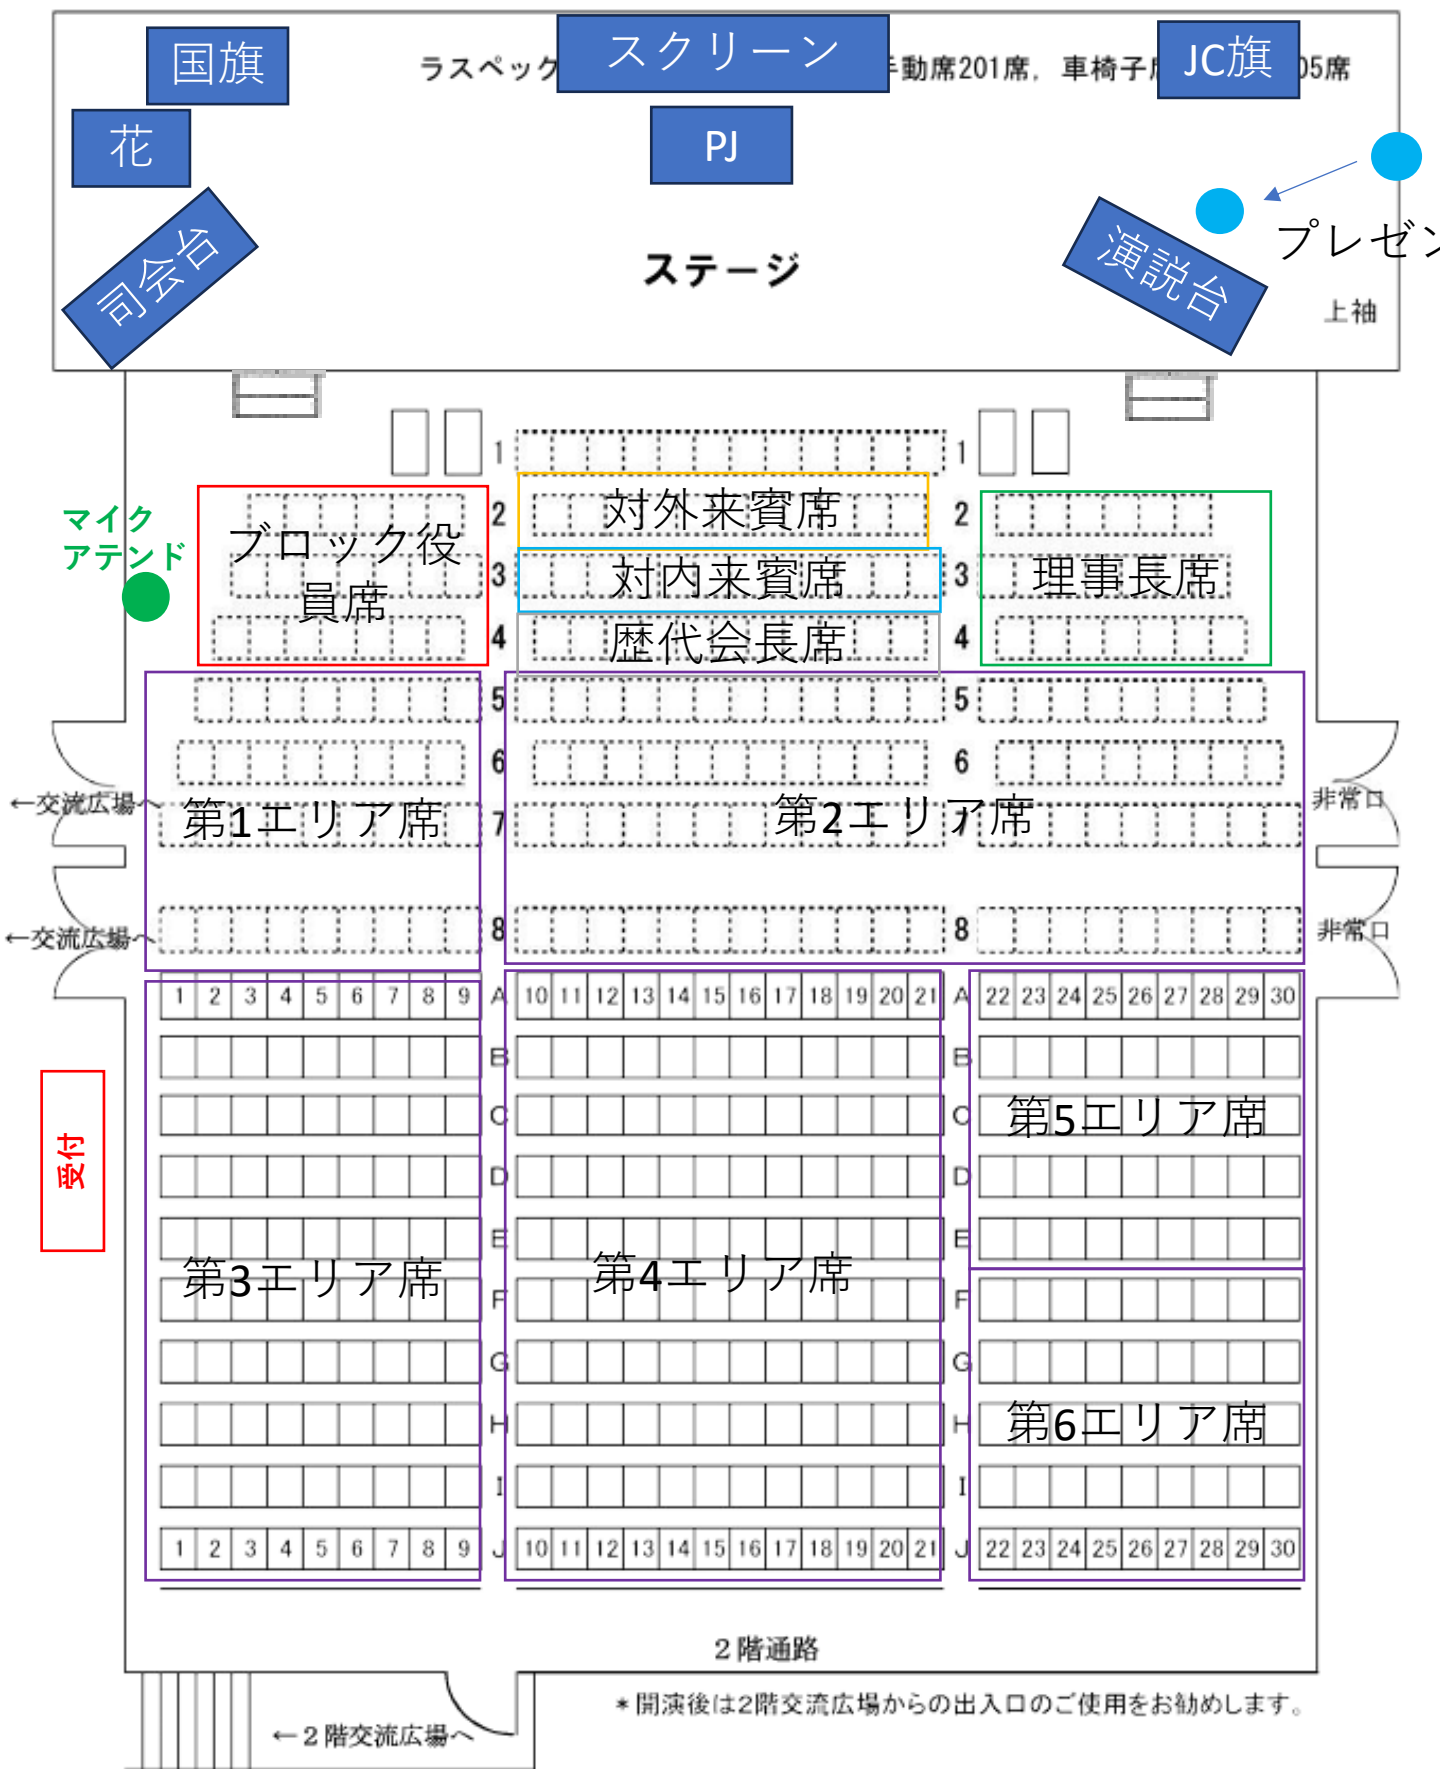 国旗
スクリーン
JC旗
ラスペック
手動席201席，車椅子
05席
花
PJ
司会台
ステージ
演説台
プレゼン
上袖
1 1
2 対外来賓席 2
マイク
アテンド
ブロック役
員席
3 対内来賓席 3
理事長席
4 歴代会長席 4
5 5
6 6
←交流広場へ
第1エリア席
7
第2エリア席
7
非常口
←交流広場へ
8 8
非常口
1 2 3 4 5 6 7 8 9 A 10 11 12 13 14 15 16 17 18 19 20 21 A 22 23 24 25 26 27 28 29 30
B B
C C
第5エリア席
受付
D D
E E
第3エリア席
第4エリア席
F F
G G
H H
第6エリア席
I I
1 2 3 4 5 6 7 8 9 J 10 11 12 13 14 15 16 17 18 19 20 21 J 22 23 24 25 26 27 28 29 30
２階通路
＊開演後は2階交流広場からの出入口のご使用をお勧めします。
←２階交流広場へ